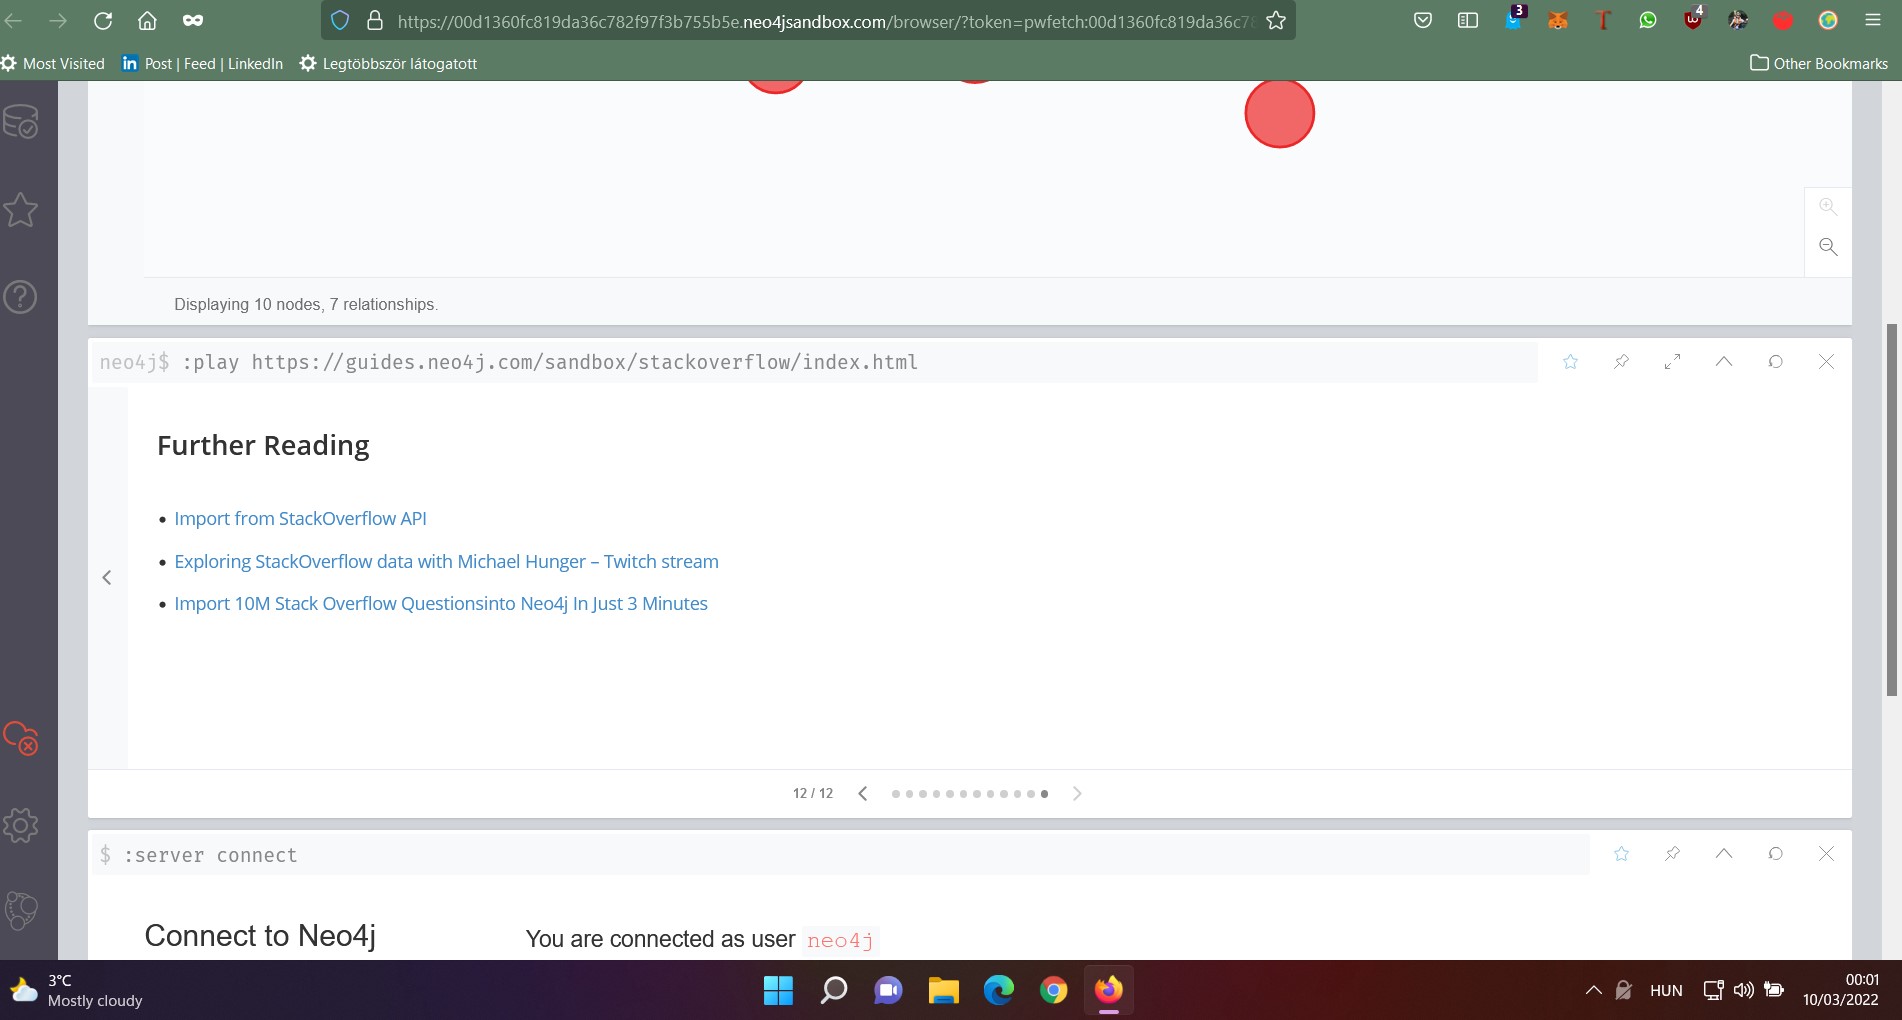 https://00d1360fc819da36c782f97f3b755b5e.neo4jsandbox.com/browser/?token=pwfetch:00d1360fc819da36c78
3
4
Most Visited
Post | Feed | LinkedIn
Legtöbbször látogatott
Other Bookmarks
Displaying 10 nodes, 7 relationships.
neo4j$ :play https://guides.neo4j.com/sandbox/stackoverflow/index.html
Further Reading
• Import from StackOverflow API
• Exploring StackOverflow data with Michael Hunger – Twitch stream
• Import 10M Stack Overflow Questionsinto Neo4j In Just 3 Minutes
12 / 12
$ :server connect
Connect to Neo4j
You are connected as user neo4j
3°C
Mostly cloudy
HUN
00:01
10/03/2022